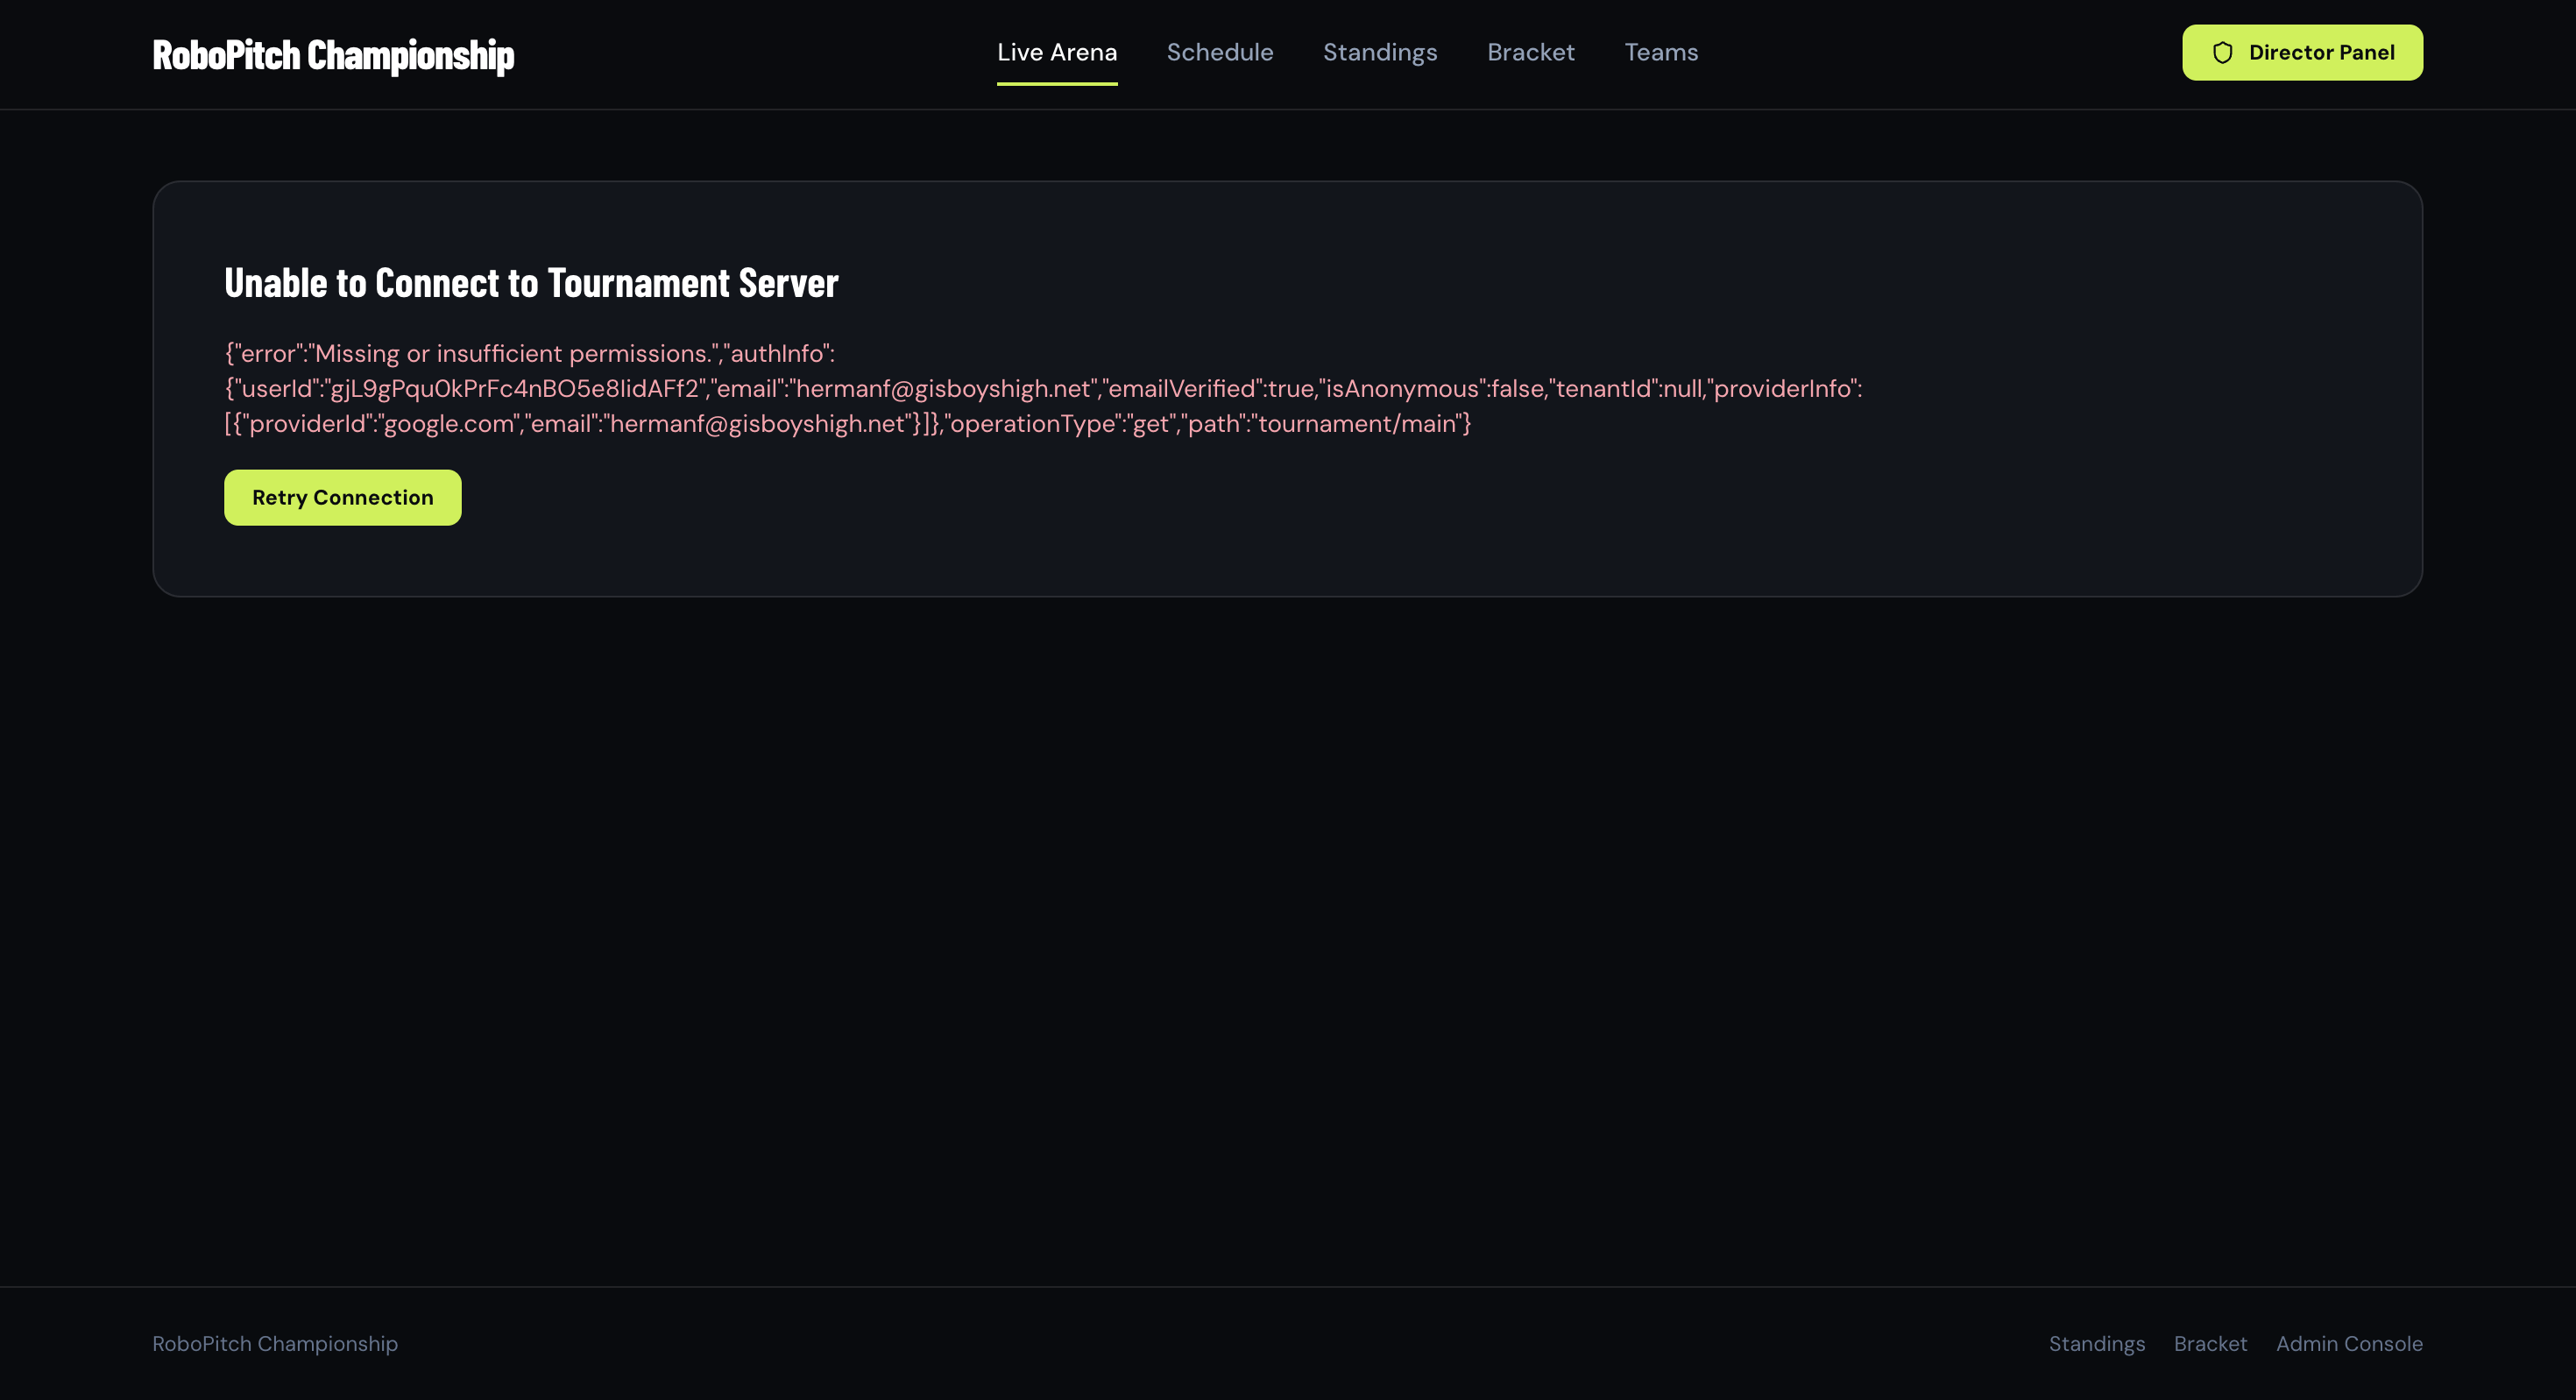 RoboPitch Championship
Live Arena
Schedule
Standings
Bracket
Teams
Director Panel
Unable to Connect to Tournament Server
{"error":"Missing or insufficient permissions.","authInfo":
{"userId":"gjL9gPqu0kPrFc4nBO5e8lidAFf2","email":"hermanf@gisboyshigh.net","emailVerified":true,"isAnonymous":false,"tenantId":null,"providerInfo":
[{"providerId":"google.com","email":"hermanf@gisboyshigh.net"}]},"operationType":"get","path":"tournament/main"}
Retry Connection
RoboPitch Championship
Standings
Bracket
Admin Console